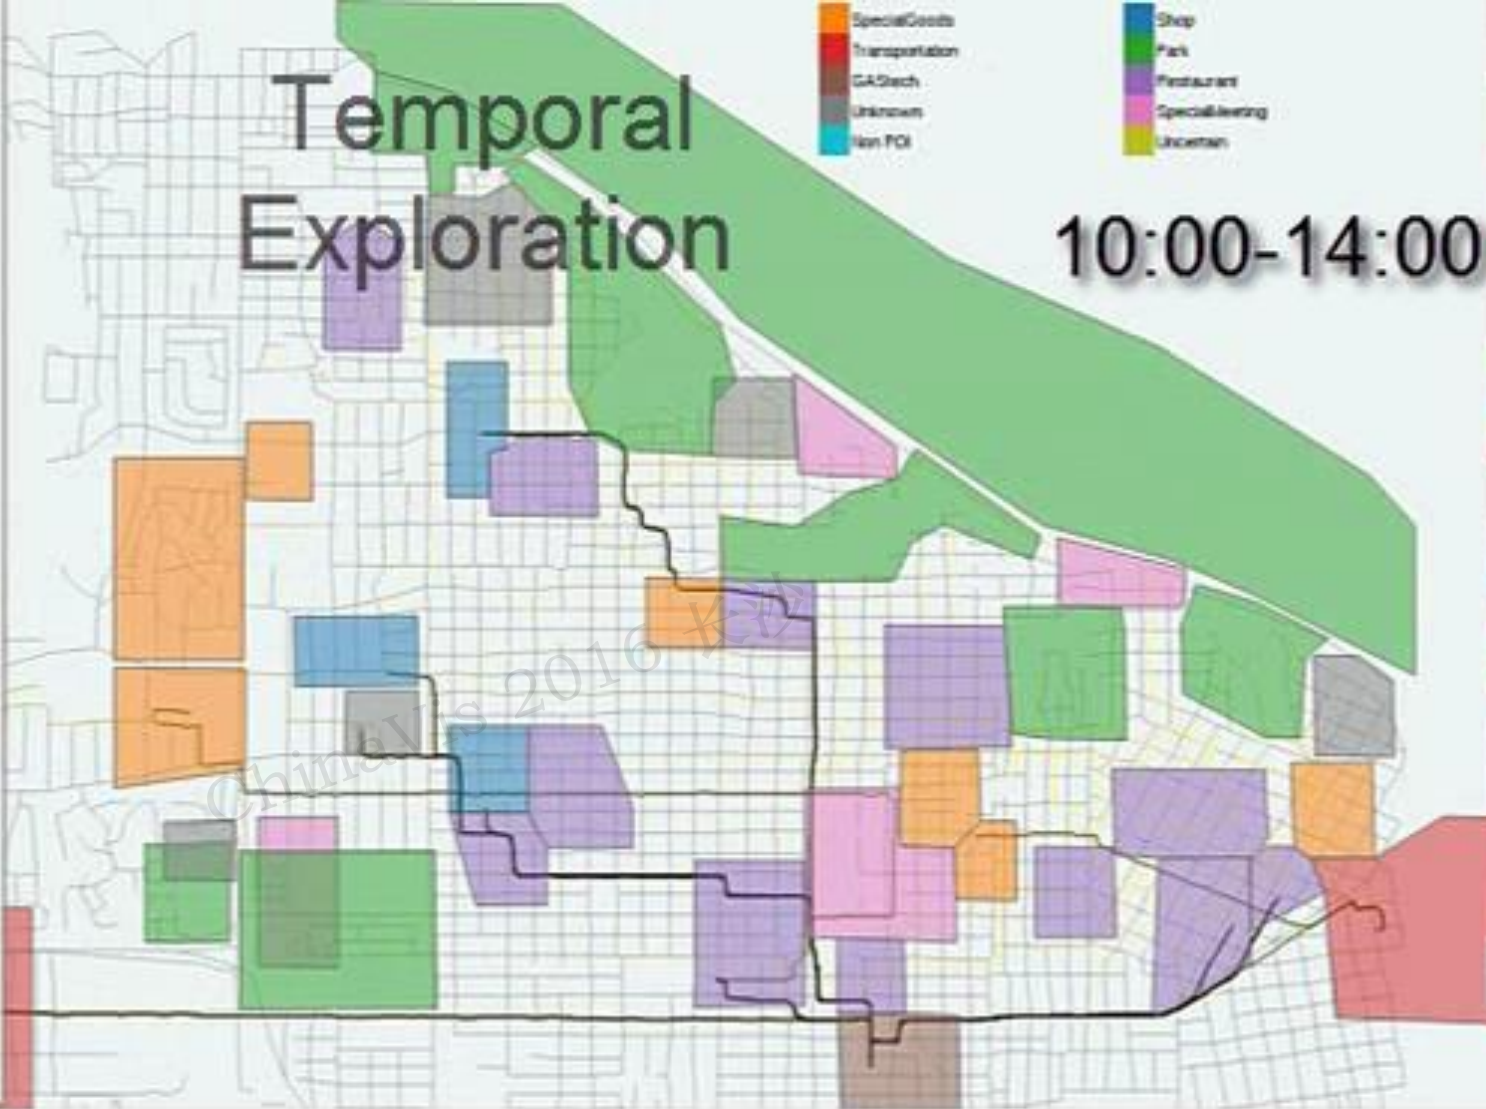 Temporal
Exploration
SpecialGoods
Transportation
GAStech
Unknown
Non POI
Shop
Park
Restaurant
SpecialMeeting
Uncertain
10:00-14:00
ChinaVis 2016